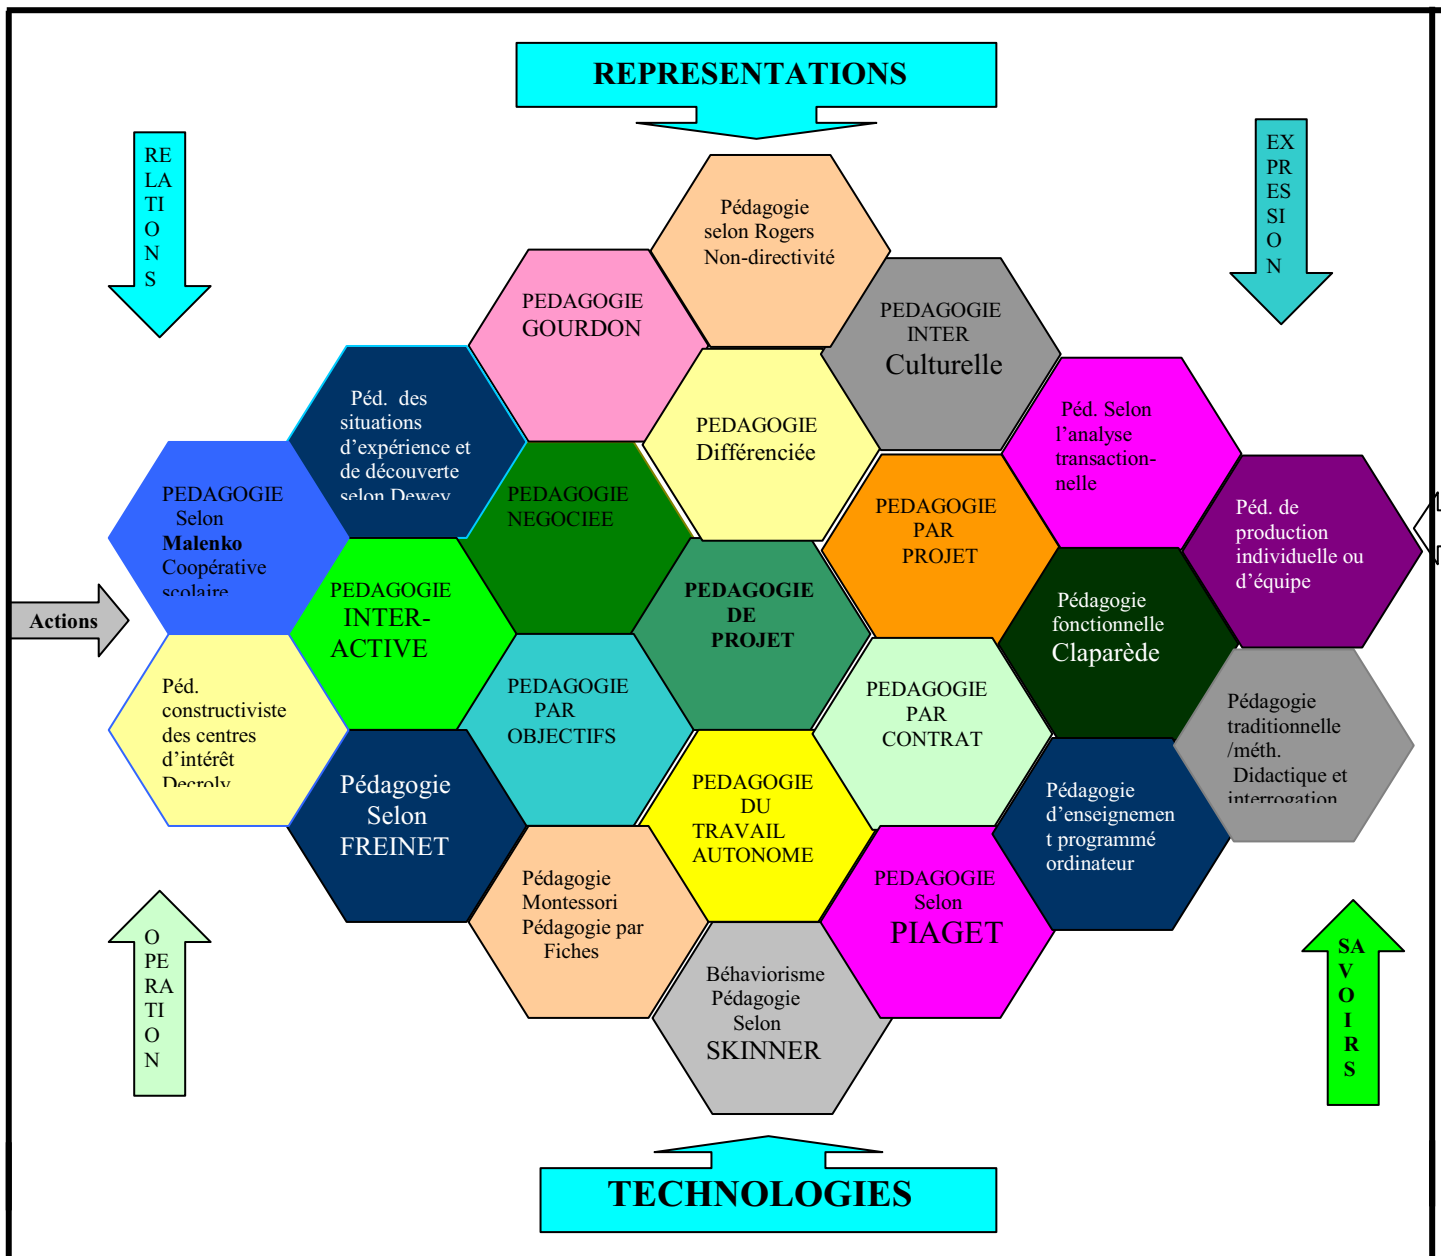 REPRESENTATIONS
RE
LA
TI
O
N
S
EX
PR
ES
SI
O
N
Pédagogie
selon Rogers
Non-directivité
PEDAGOGIE
GOURDON
PEDAGOGIE
INTER
Culturelle
Péd. des
situations
d’expérience et
de découverte
selon Dewey
PEDAGOGIE
Différenciée
Péd. Selon
l’analyse
transaction-
nelle
PEDAGOGIE
Selon
Malenko
Coopérative
scolaire
PEDAGOGIE
NEGOCIEE
PEDAGOGIE
PAR
PROJET
Péd. de
production
individuelle ou
d’équipe
Actions
PEDAGOGIE
INTER-
ACTIVE
PEDAGOGIE
DE
PROJET
Pédagogie
fonctionnelle
Claparède
Péd.
constructiviste
des centres
d’intérêt
Decroly
PEDAGOGIE
PAR
OBJECTIFS
PEDAGOGIE
PAR
CONTRAT
Pédagogie
traditionnelle
/méth.
Didactique et
interrogation
Pédagogie
Selon
FREINET
PEDAGOGIE
DU
TRAVAIL
AUTONOME
Pédagogie
d’enseignemen
t programmé
ordinateur
Pédagogie
Montessori
Pédagogie par
Fiches
PEDAGOGIE
Selon
PIAGET
Béhaviorisme
Pédagogie
Selon
SKINNER
O
PE
RA
TI
O
N
SA
V
O
I
R
S
TECHNOLOGIES